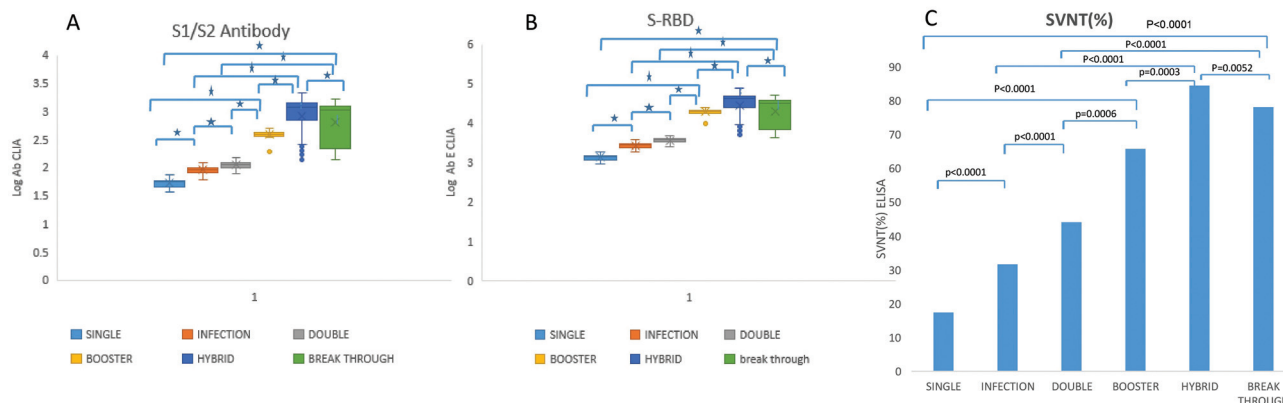 A
S1/S2 Antibody
Log Ab CLIA
4
3.5
3
2.5
2
1.5
1
0.5
0
1
SINGLE INFECTION DOUBLE
BOOSTER HYBRID BREAK THROUGH
B
S-RBD
Log Ab E CLIA
6
5
4
3
2
1
0
1
SINGLE INFECTION DOUBLE
BOOSTER HYBRID break through
C
SVNT(%)
SVNT(%) ELISA
90
80
70
60
50
40
30
20
10
0
P<0.0001
P<0.0001
P<0.0001
p=0.0003 P=0.0052
P<0.0001
p=0.0006
p<0.0001
p<0.0001
SINGLE INFECTION DOUBLE BOOSTER HYBRID BREAK
THROUGH